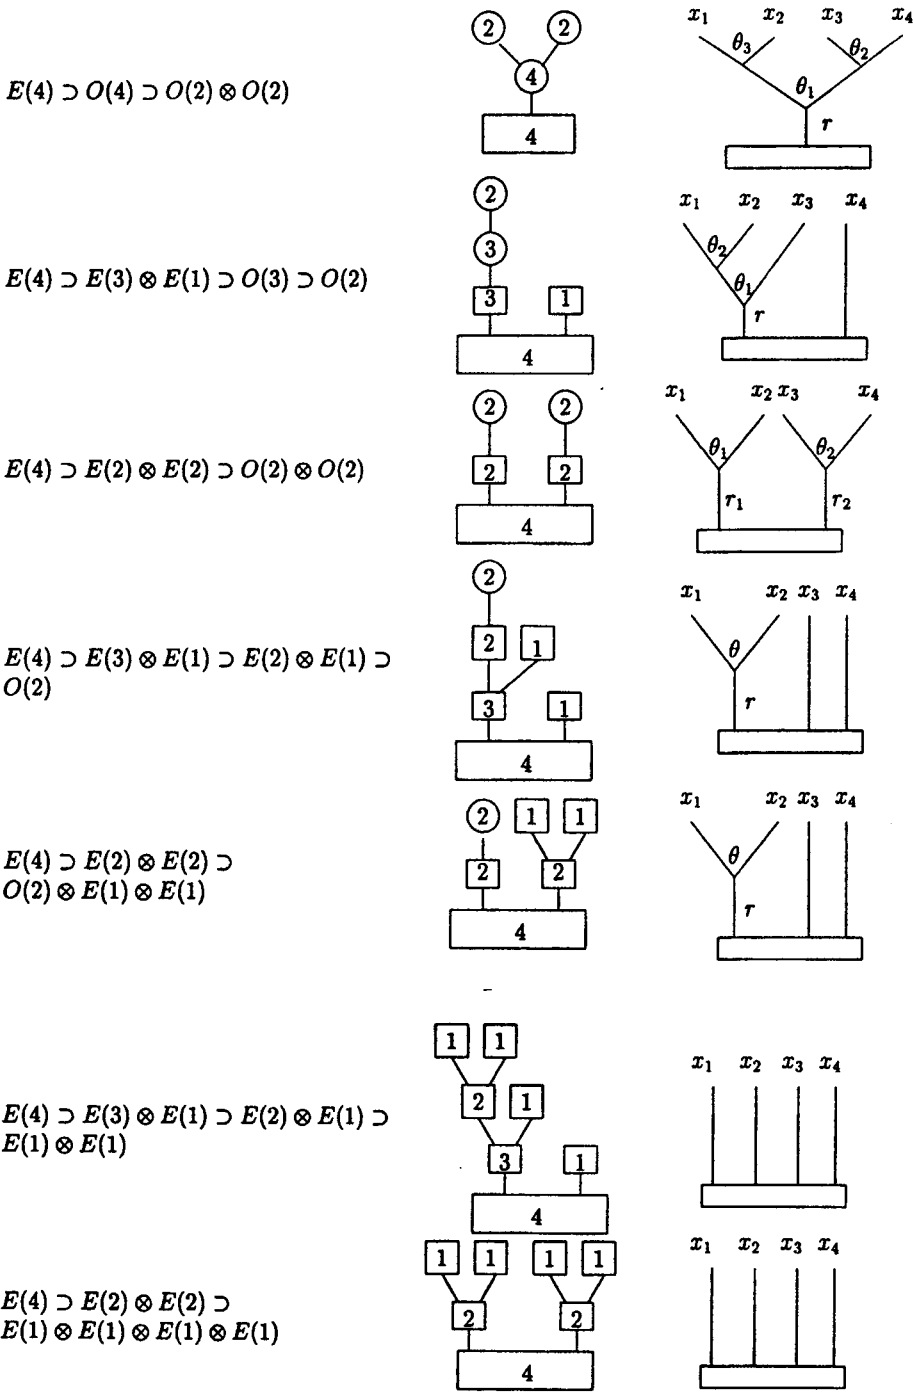 2 2
x₁ x₂ x₃ x₄
θ₃ θ₂
4
E(4) ⊃ O(4) ⊃ O(2) ⊗ O(2)
θ₁
r
4
2
x₁ x₂ x₃ x₄
3
θ₂
E(4) ⊃ E(3) ⊗ E(1) ⊃ O(3) ⊃ O(2)
θ₁
3 1
r
4
x₁ x₂ x₃ x₄
2 2
θ₁ θ₂
E(4) ⊃ E(2) ⊗ E(2) ⊃ O(2) ⊗ O(2)
2 2
r₁ r₂
4
2
x₁ x₂ x₃ x₄
2 1
θ
E(4) ⊃ E(3) ⊗ E(1) ⊃ E(2) ⊗ E(1) ⊃
O(2)
3 1
r
4
x₁ x₂ x₃ x₄
2 1 1
θ
E(4) ⊃ E(2) ⊗ E(2) ⊃
O(2) ⊗ E(1) ⊗ E(1)
2 2
r
4
1 1
x₁ x₂ x₃ x₄
2 1
E(4) ⊃ E(3) ⊗ E(1) ⊃ E(2) ⊗ E(1) ⊃
E(1) ⊗ E(1)
3 1
4
x₁ x₂ x₃ x₄
1 1 1 1
E(4) ⊃ E(2) ⊗ E(2) ⊃
E(1) ⊗ E(1) ⊗ E(1) ⊗ E(1)
2 2
4